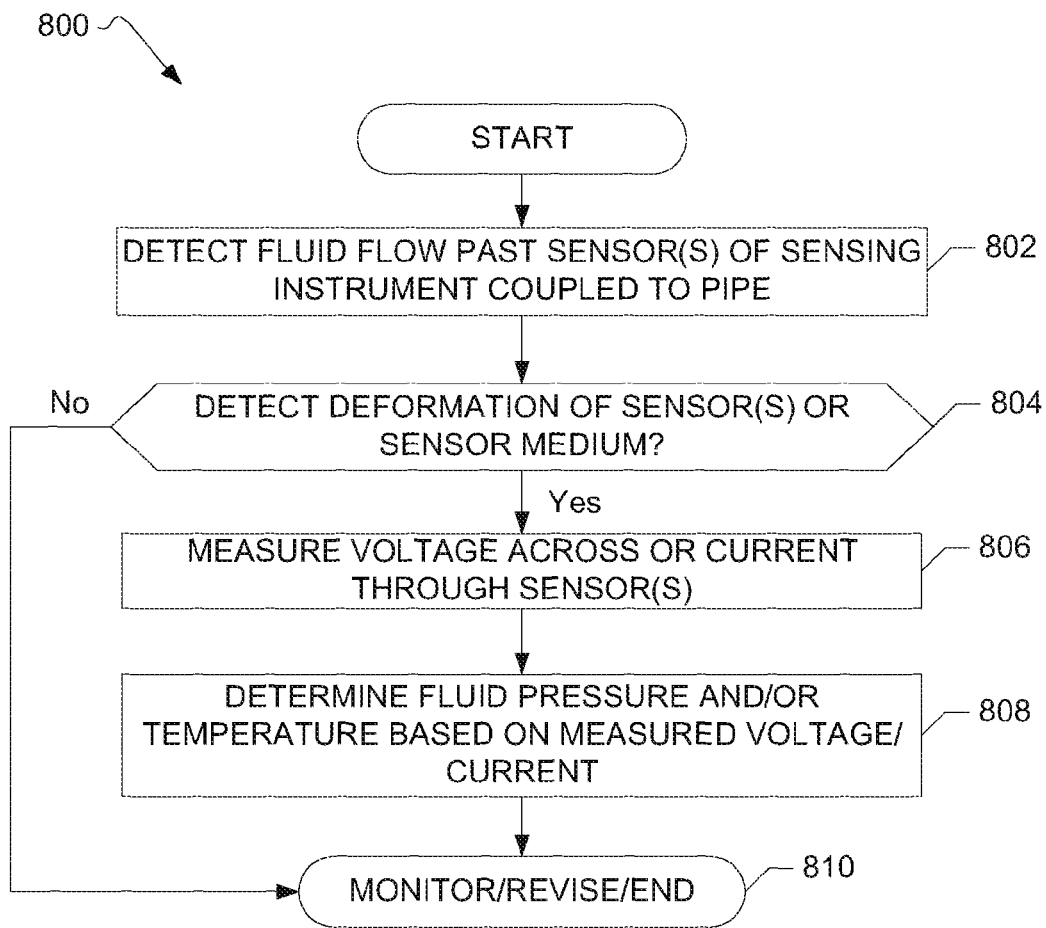 800
START
DETECT FLUID FLOW PAST SENSOR(S) OF SENSING
INSTRUMENT COUPLED TO PIPE
802
No
DETECT DEFORMATION OF SENSOR(S) OR
SENSOR MEDIUM?
804
Yes
MEASURE VOLTAGE ACROSS OR CURRENT
THROUGH SENSOR(S)
806
DETERMINE FLUID PRESSURE AND/OR
TEMPERATURE BASED ON MEASURED VOLTAGE/
CURRENT
808
MONITOR/REVISE/END
810